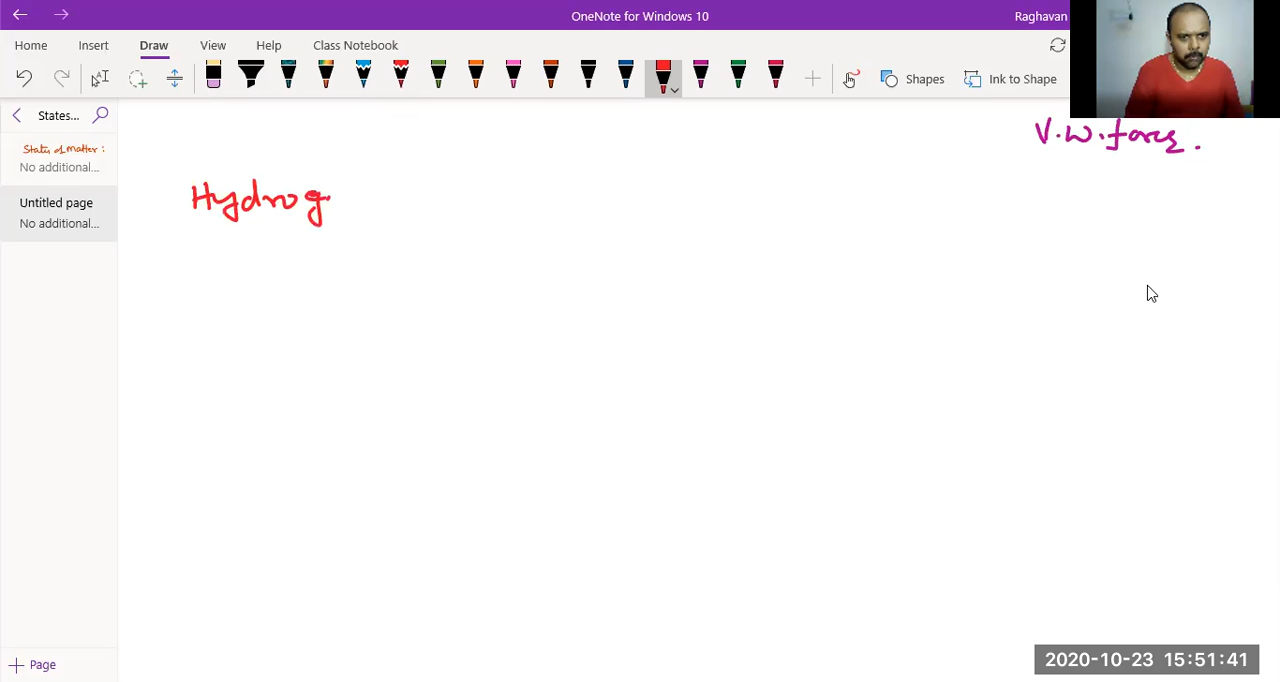 OneNote for Windows 10
Raghavan
Home Insert Draw View Help Class Notebook
Shapes Ink to Shape
States...
States of matter:
No additional...
Untitled page
No additional...
V.W.forces.
Hydrog
Page
2020-10-23 15:51:41